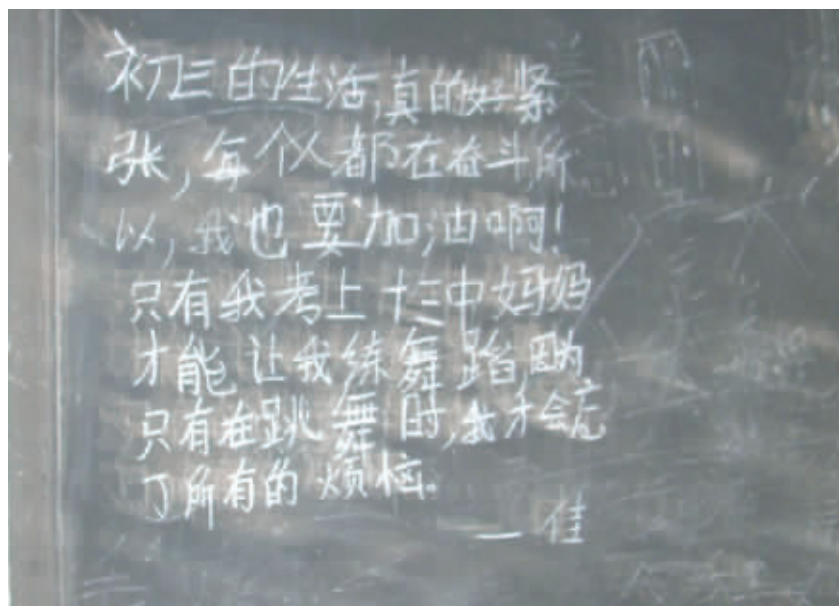 初三的生活,真的好紧
张,每个人都在奋斗,所
以,我也要加油啊!
只有我考上十三中妈妈
才能让我练舞蹈,因为
只有在跳舞时,我才会忘
了所有的烦恼。
——佳